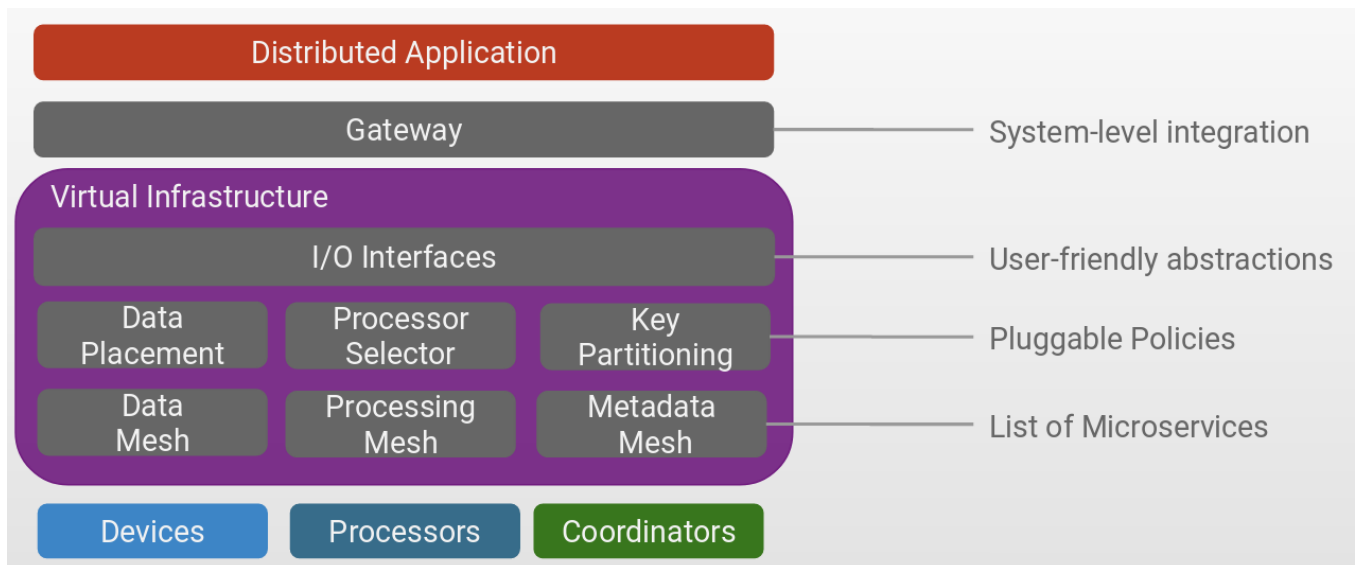 Distributed Application
Gateway
System-level integration
Virtual Infrastructure
I/O Interfaces
User-friendly abstractions
Data
Placement
Processor
Selector
Key
Partitioning
Pluggable Policies
Data
Mesh
Processing
Mesh
Metadata
Mesh
List of Microservices
Devices
Processors
Coordinators